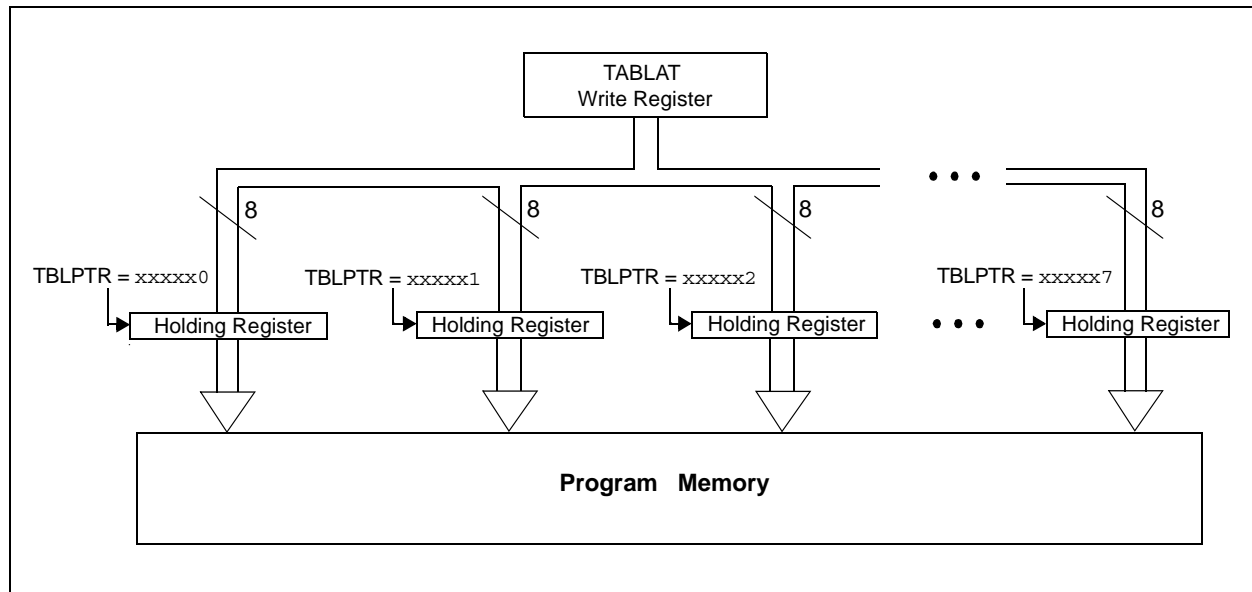 TABLAT
Write Register
8
8
8
8
TBLPTR = xxxxx0
TBLPTR = xxxxx1
TBLPTR = xxxxx2
TBLPTR = xxxxx7
Holding Register
Holding Register
Holding Register
Holding Register
Program Memory